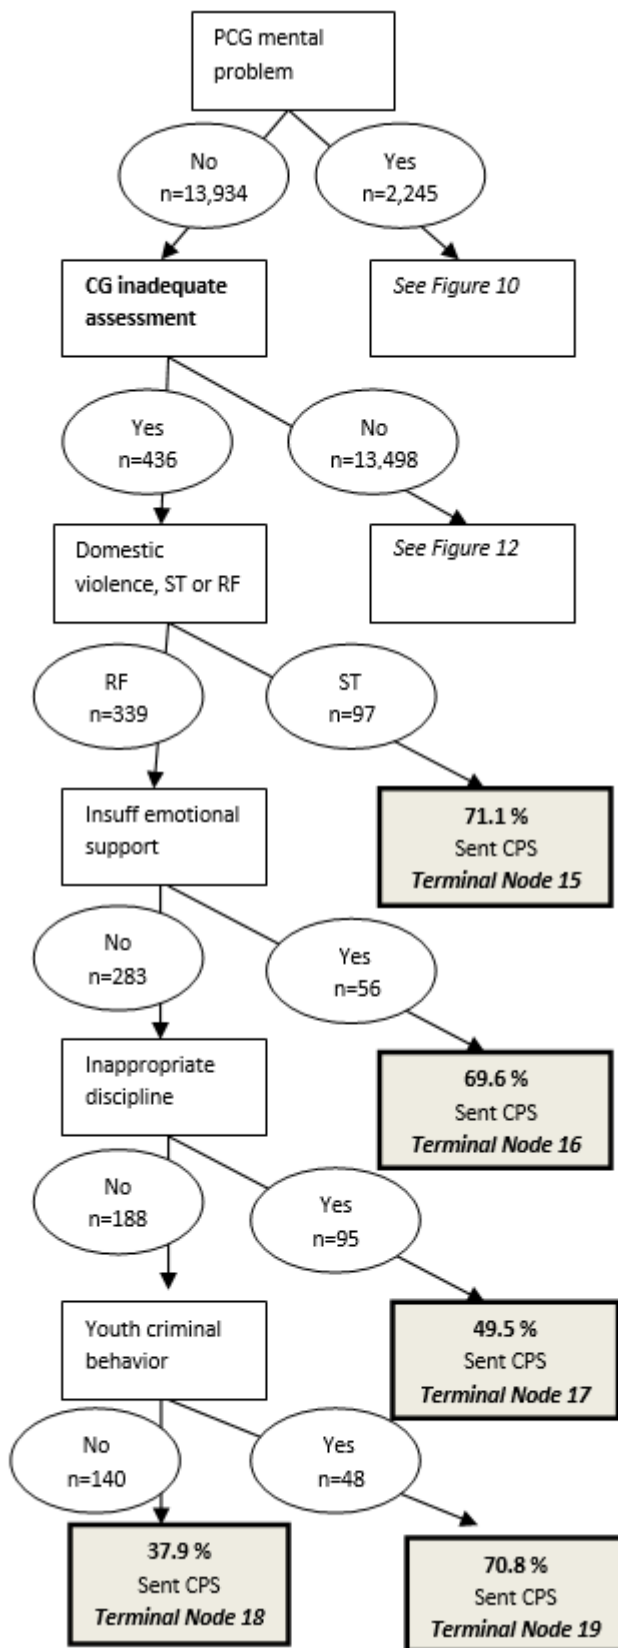 PCG mental
problem
No
n=13,934
Yes
n=2,245
CG inadequate
assessment
See Figure 10
Yes
n=436
No
n=13,498
Domestic
violence, ST or RF
See Figure 12
RF
n=339
ST
n=97
Insuff emotional
support
71.1 %
Sent CPS
Terminal Node 15
No
n=283
Yes
n=56
Inappropriate
discipline
69.6 %
Sent CPS
Terminal Node 16
No
n=188
Yes
n=95
Youth criminal
behavior
49.5 %
Sent CPS
Terminal Node 17
No
n=140
Yes
n=48
37.9 %
Sent CPS
Terminal Node 18
70.8 %
Sent CPS
Terminal Node 19